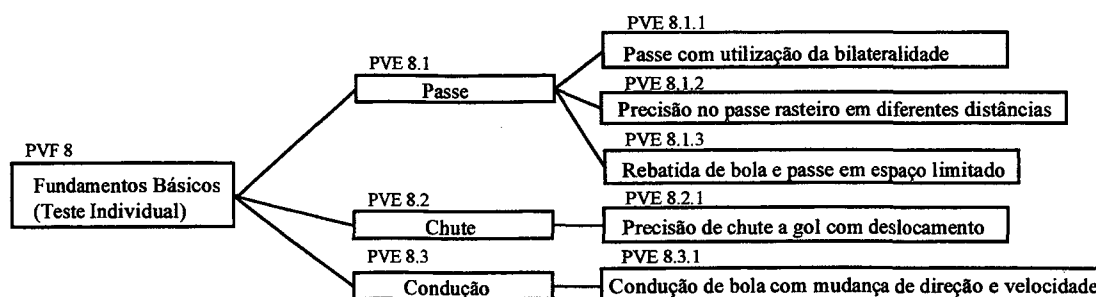 PVF 8
Fundamentos Básicos
(Teste Individual)
PVE 8.1
Passe
PVE 8.1.1
Passe com utilização da bilateralidade
PVE 8.1.2
Precisão no passe rasteiro em diferentes distâncias
PVE 8.1.3
Rebatida de bola e passe em espaço limitado
PVE 8.2
Chute
PVE 8.2.1
Precisão de chute a gol com deslocamento
PVE 8.3
Condução
PVE 8.3.1
Condução de bola com mudança de direção e velocidade